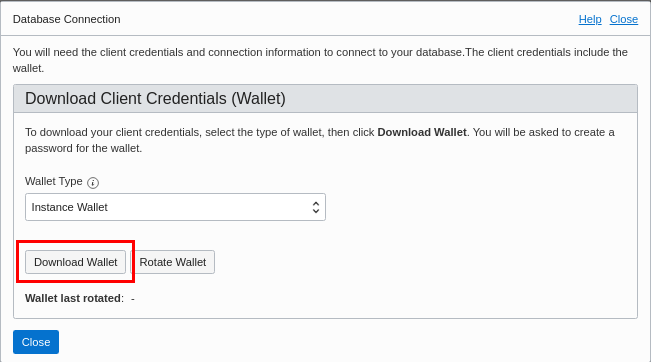 Database Connection
Help Close
You will need the client credentials and connection information to connect to your database.The client credentials include the
wallet.
Download Client Credentials (Wallet)
To download your client credentials, select the type of wallet, then click Download Wallet. You will be asked to create a
password for the wallet.
Wallet Type
Instance Wallet
Download Wallet Rotate Wallet
Wallet last rotated: -
Close